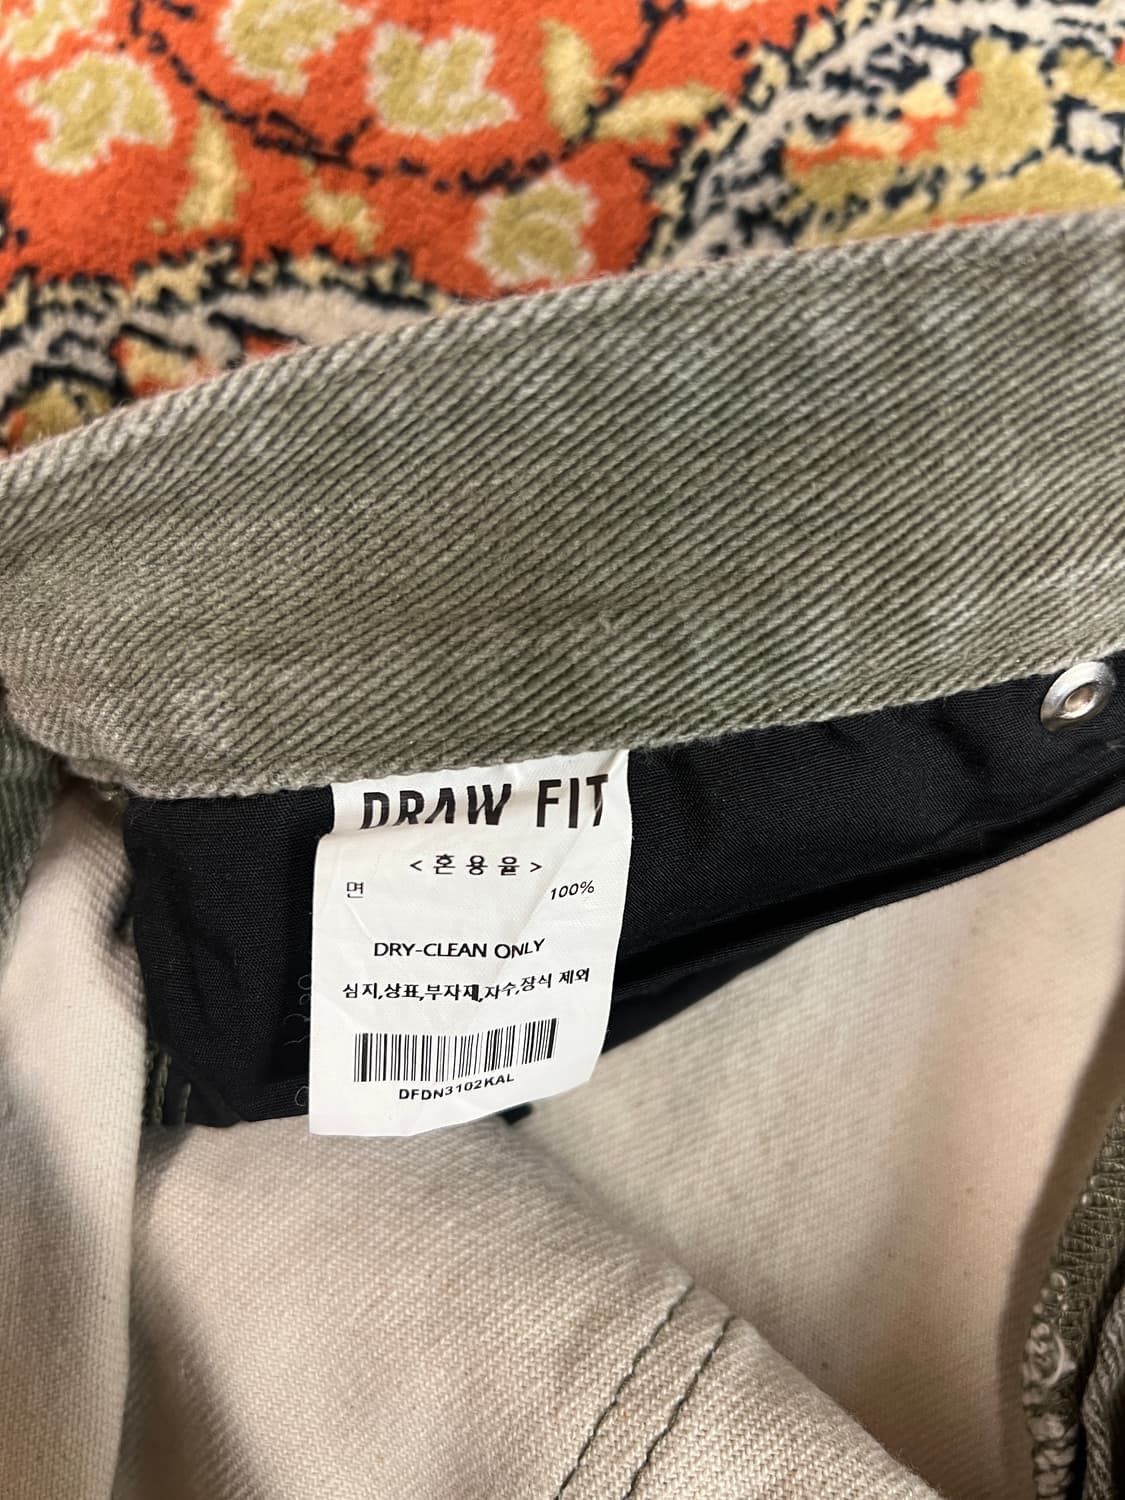 DRAW FIT
<혼용율>
면 100%
DRY-CLEAN ONLY
심지,상표,부자재,자수,장식 제외
DFDN3102KAL